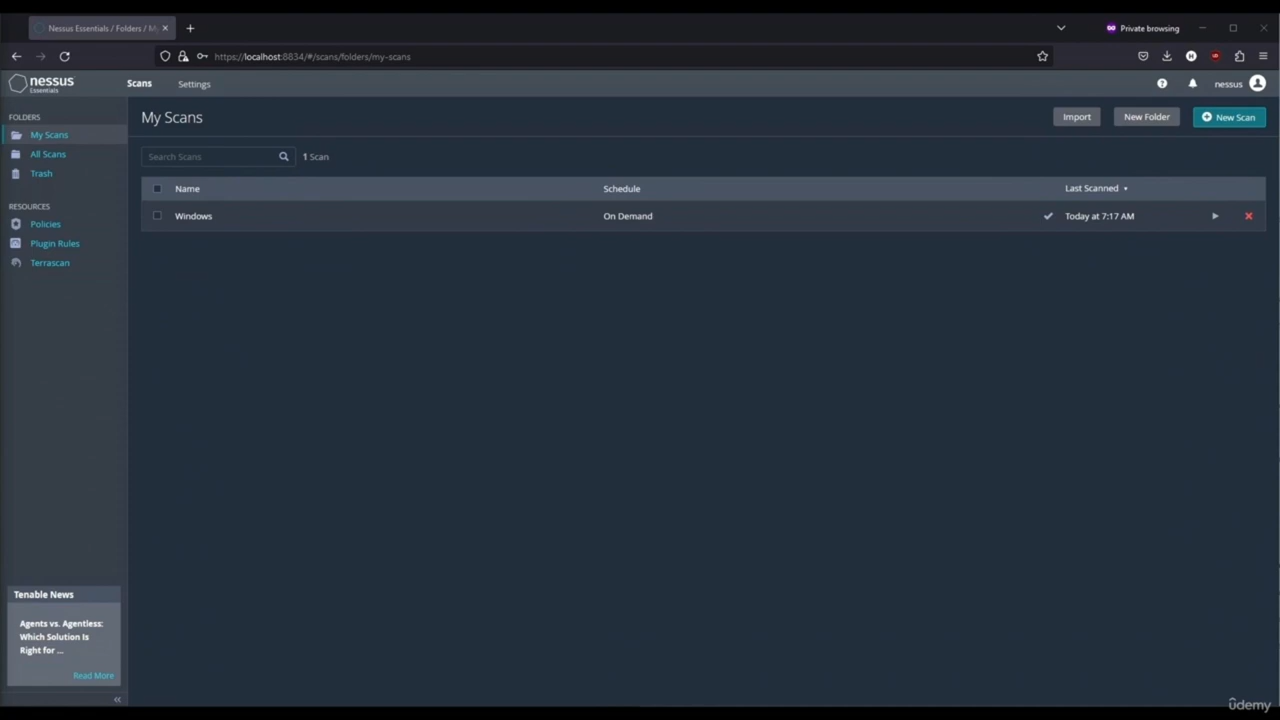 Nessus Essentials / Folders / M
Private browsing
https://localhost:8834/#/scans/folders/my-scans
nessus
Essentials
Scans
Settings
nessus
FOLDERS
My Scans
All Scans
Trash
RESOURCES
Policies
Plugin Rules
Terrascan
My Scans
Import
New Folder
New Scan
Search Scans
1 Scan
Name
Schedule
Last Scanned
Windows
On Demand
Today at 7:17 AM
Tenable News
Agents vs. Agentless:
Which Solution Is
Right for ...
Read More
udemy